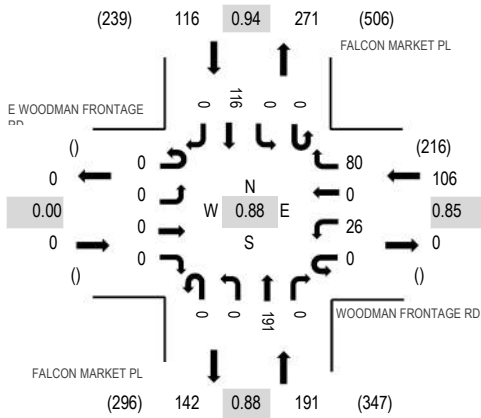 (239) 116 0.94 271 (506)
FALCON MARKET PL
E WOODMAN FRONTAGE
RD
0 116 0 0
() 0 80 (216)
0 0 0 106
N
0.00 W 0.88 E 0.85
0 0 26 0
S
() 0 0 ()
0 0 191 0
WOODMAN FRONTAGE RD
FALCON MARKET PL
(296) 142 0.88 191 (347)